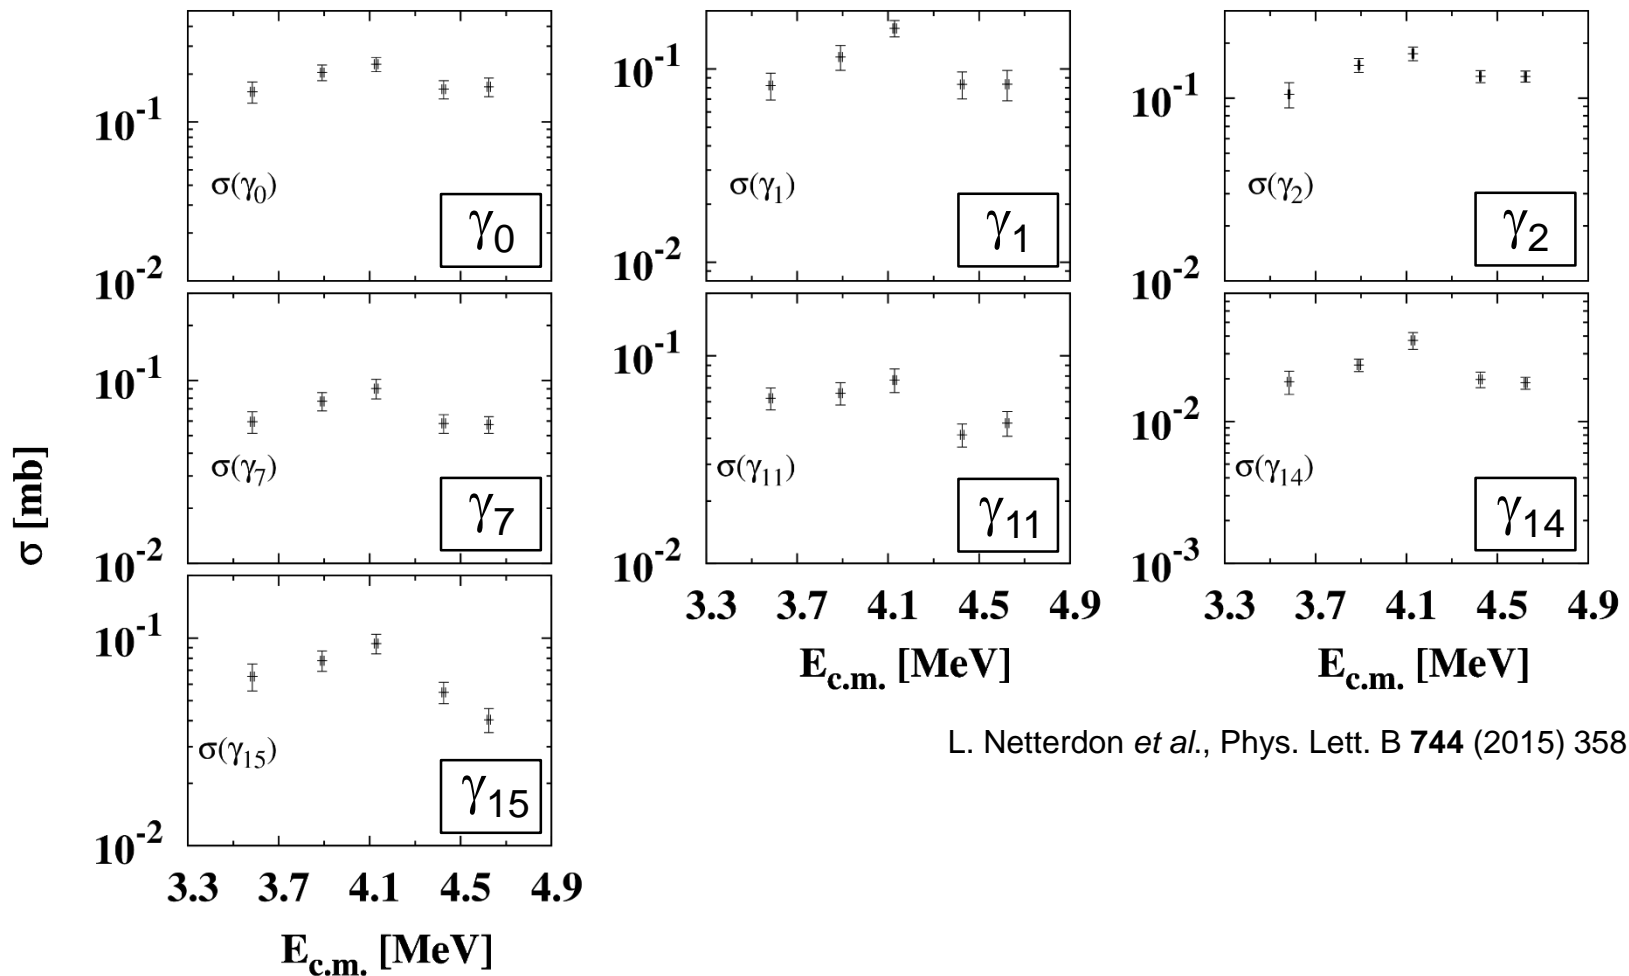 σ [mb]
10⁻¹
10⁻²
σ(γ₀)
γ₀
10⁻¹
10⁻²
σ(γ₁)
γ₁
10⁻¹
10⁻²
σ(γ₂)
γ₂
10⁻¹
10⁻²
σ(γ₇)
γ₇
10⁻¹
10⁻²
σ(γ₁₁)
γ₁₁
3.3 3.7 4.1 4.5 4.9
E_c.m. [MeV]
10⁻²
10⁻³
σ(γ₁₄)
γ₁₄
3.3 3.7 4.1 4.5 4.9
E_c.m. [MeV]
10⁻¹
10⁻²
σ(γ₁₅)
γ₁₅
3.3 3.7 4.1 4.5 4.9
E_c.m. [MeV]
L. Netterdon et al., Phys. Lett. B 744 (2015) 358